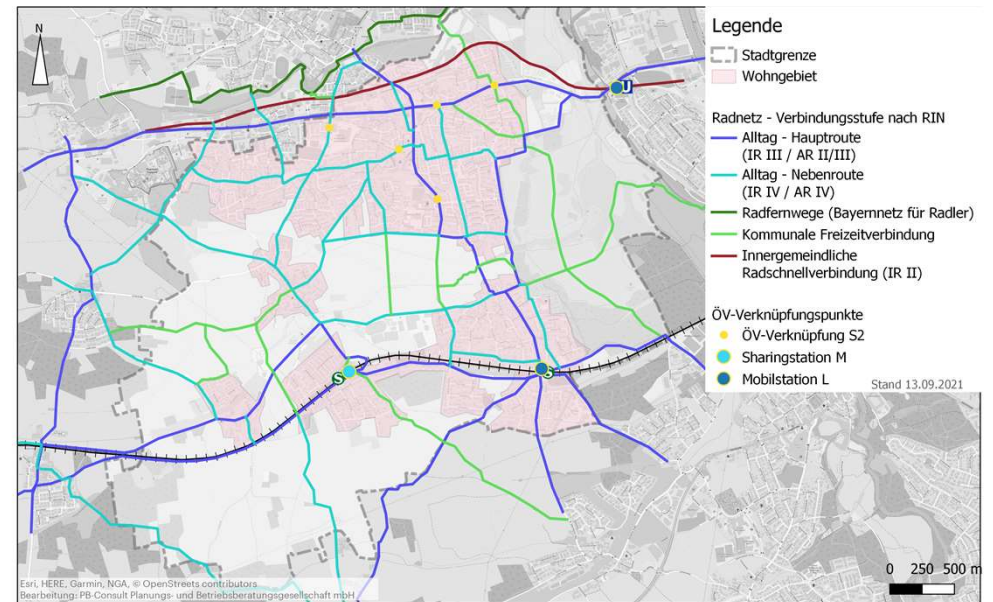 N
Legende
Stadtgrenze
Wohngebiet
Radnetz - Verbindungsstufe nach RIN
Alltag - Hauptroute
(IR III / AR II/III)
Alltag - Nebenroute
(IR IV / AR IV)
Radfernwege (Bayernnetz für Radler)
Kommunale Freizeitverbindung
Innergemeindliche
Radschnellverbindung (IR II)
ÖV-Verknüpfungspunkte
ÖV-Verknüpfung S2
Sharingstation M
Mobilstation L
Stand 13.09.2021
U
S
S
0 250 500 m
Esri, HERE, Garmin, NGA, © OpenStreets contributors
Bearbeitung: PB-Consult Planungs- und Betriebsberatungsgesellschaft mbH